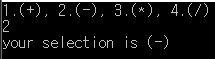 1.(+), 2.(-), 3.(*), 4.(/)
2
your selection is (-)